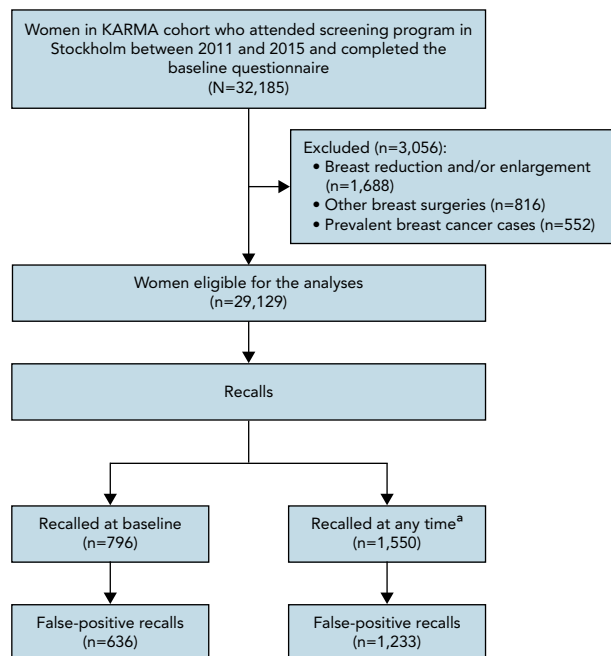 Women in KARMA cohort who attended screening program in
Stockholm between 2011 and 2015 and completed the
baseline questionnaire
(N=32,185)
Excluded (n=3,056):
• Breast reduction and/or enlargement
(n=1,688)
• Other breast surgeries (n=816)
• Prevalent breast cancer cases (n=552)
Women eligible for the analyses
(n=29,129)
Recalls
Recalled at baseline
(n=796)
Recalled at any timeᵃ
(n=1,550)
False-positive recalls
(n=636)
False-positive recalls
(n=1,233)